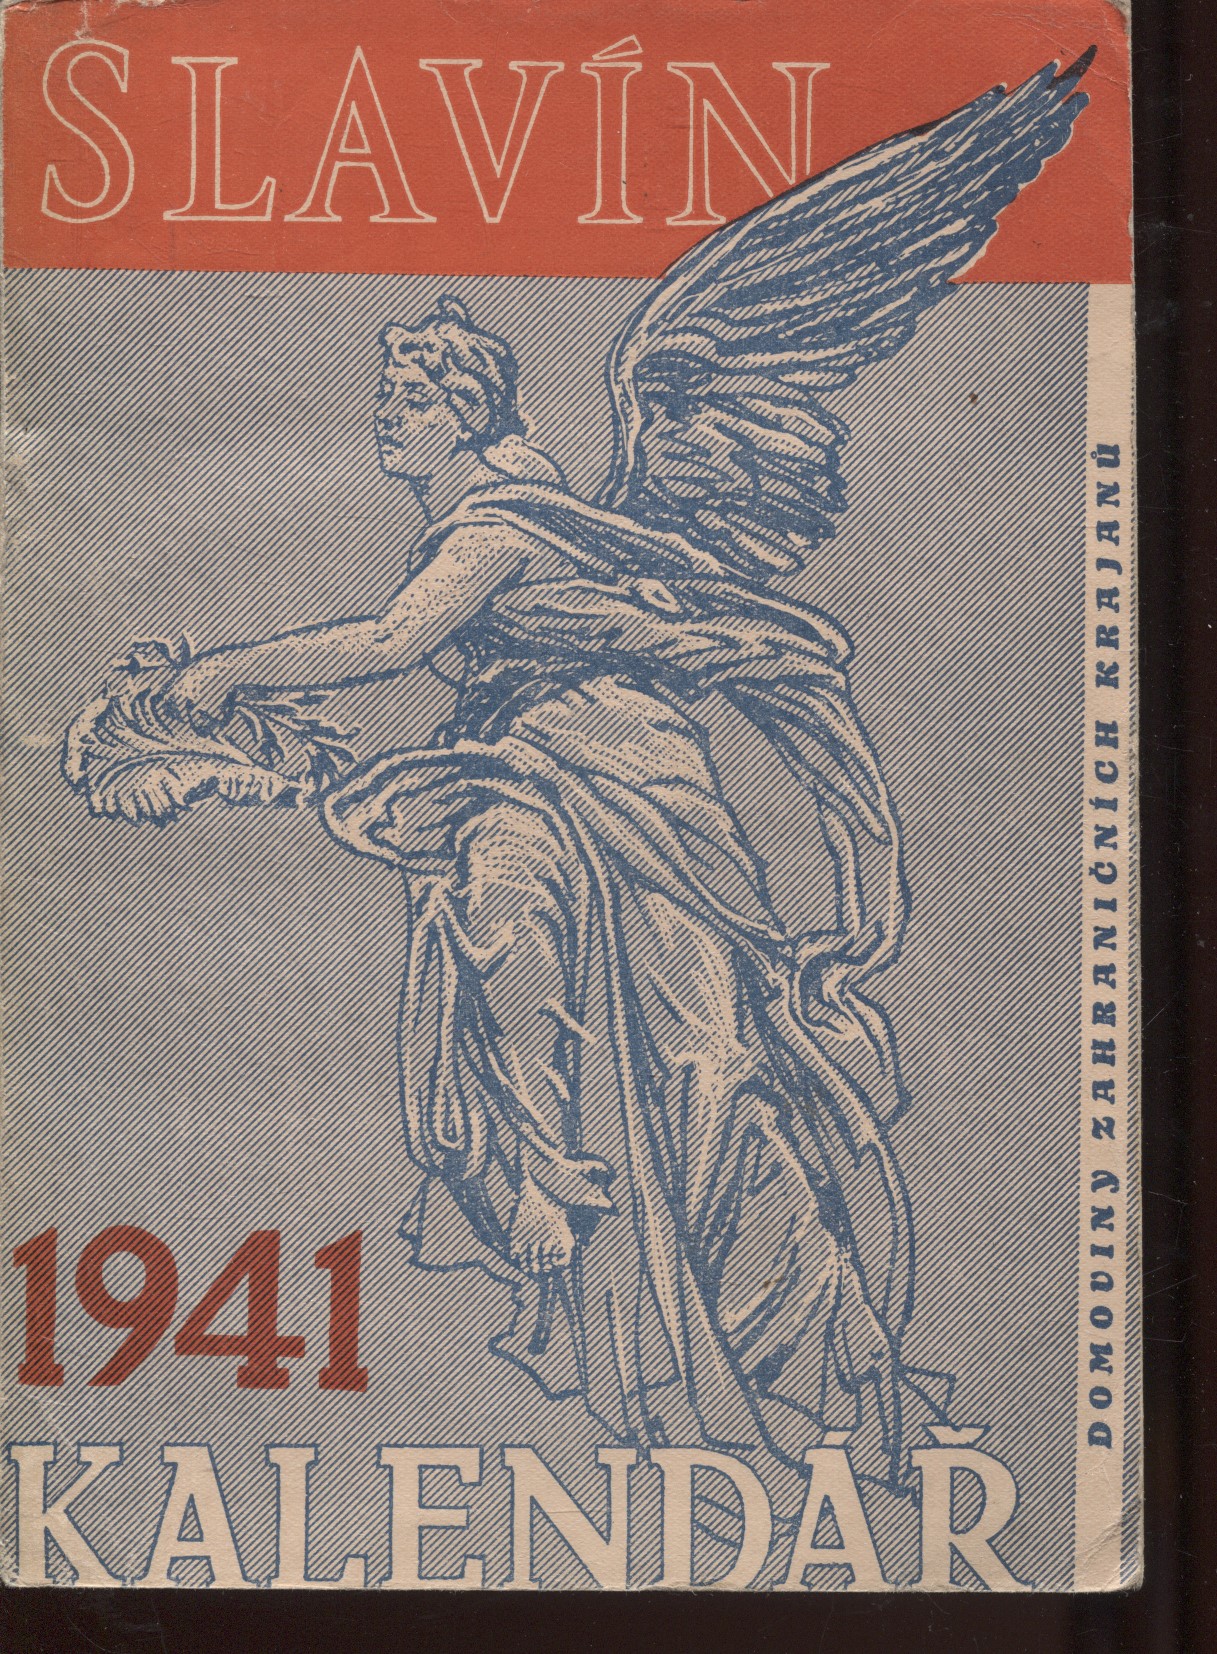 SLAVÍN
DOMOVINY ZAHRANIČNÍCH KRAJANŮ
1941
KALENDÁŘ